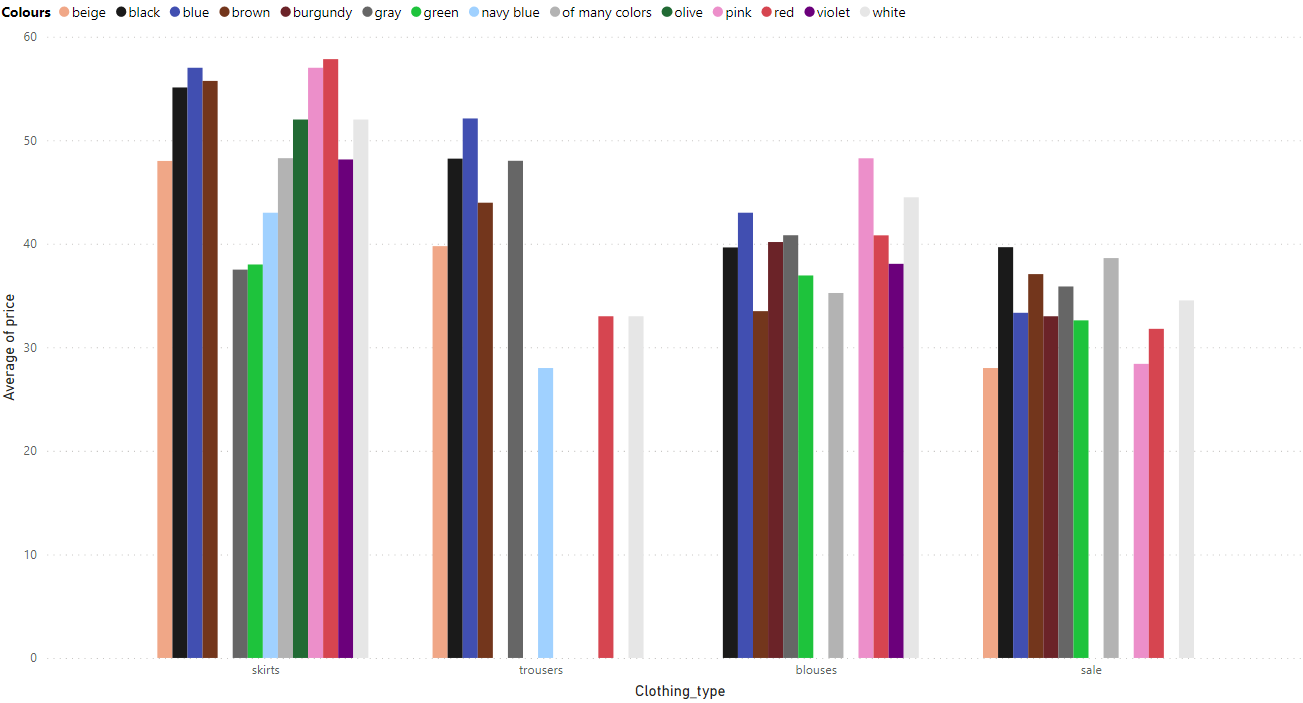 Colours beige black blue brown burgundy gray green navy blue of many colors olive pink red violet white
60
50
40
30
20
10
0
Average of price
skirts trousers blouses sale
Clothing_type